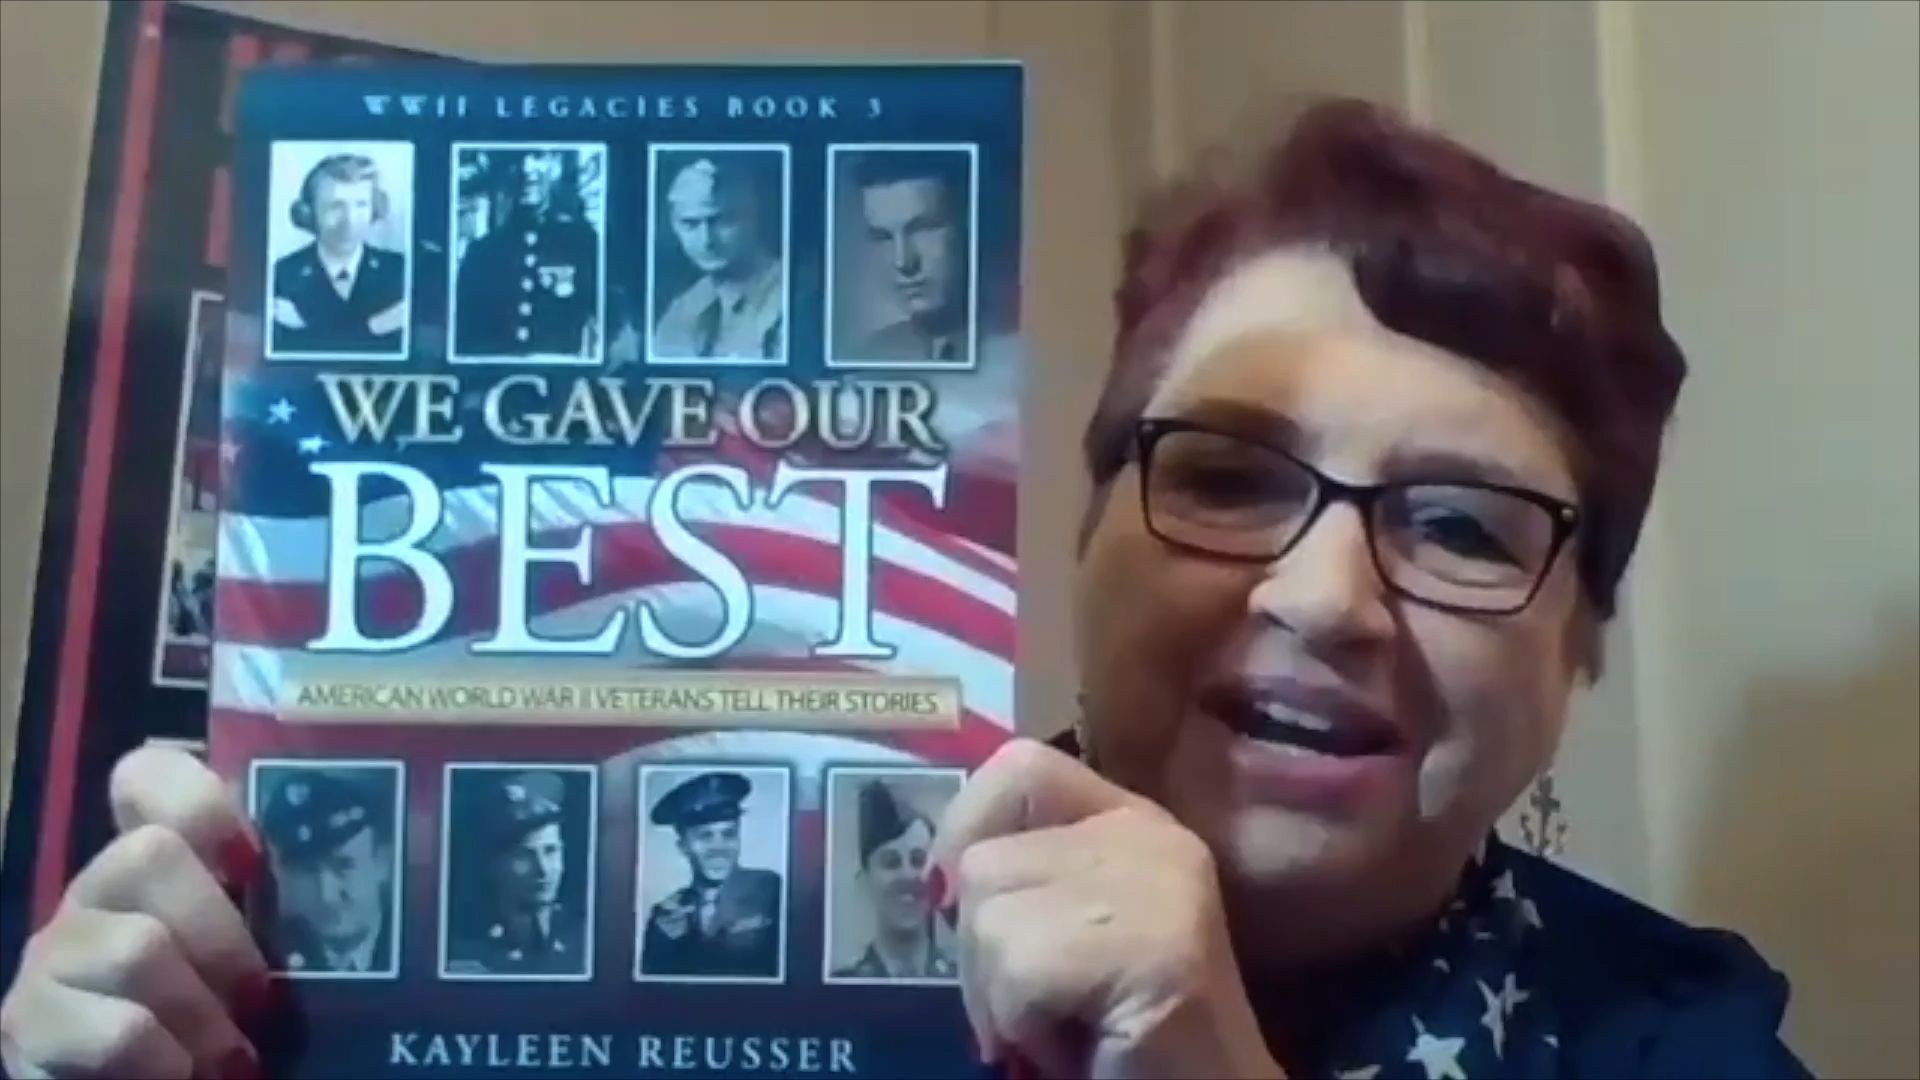 WWII LEGACIES BOOK 3
WE GAVE OUR
BEST
AMERICAN WORLD WAR II VETERANS TELL THEIR STORIES
KAYLEEN REUSSER